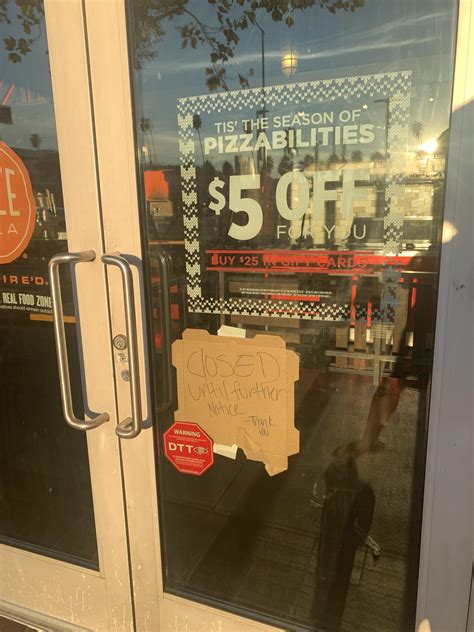 TIS' THE SEASON OF
PIZZABILITIES
$5 OFF
FOR YOU
BUY $25 IN GIFT CARDS
IRE'D.
REAL FOOD ZONE
CLOSED
until further
Notice
-Thank
You
WARNING
DTT